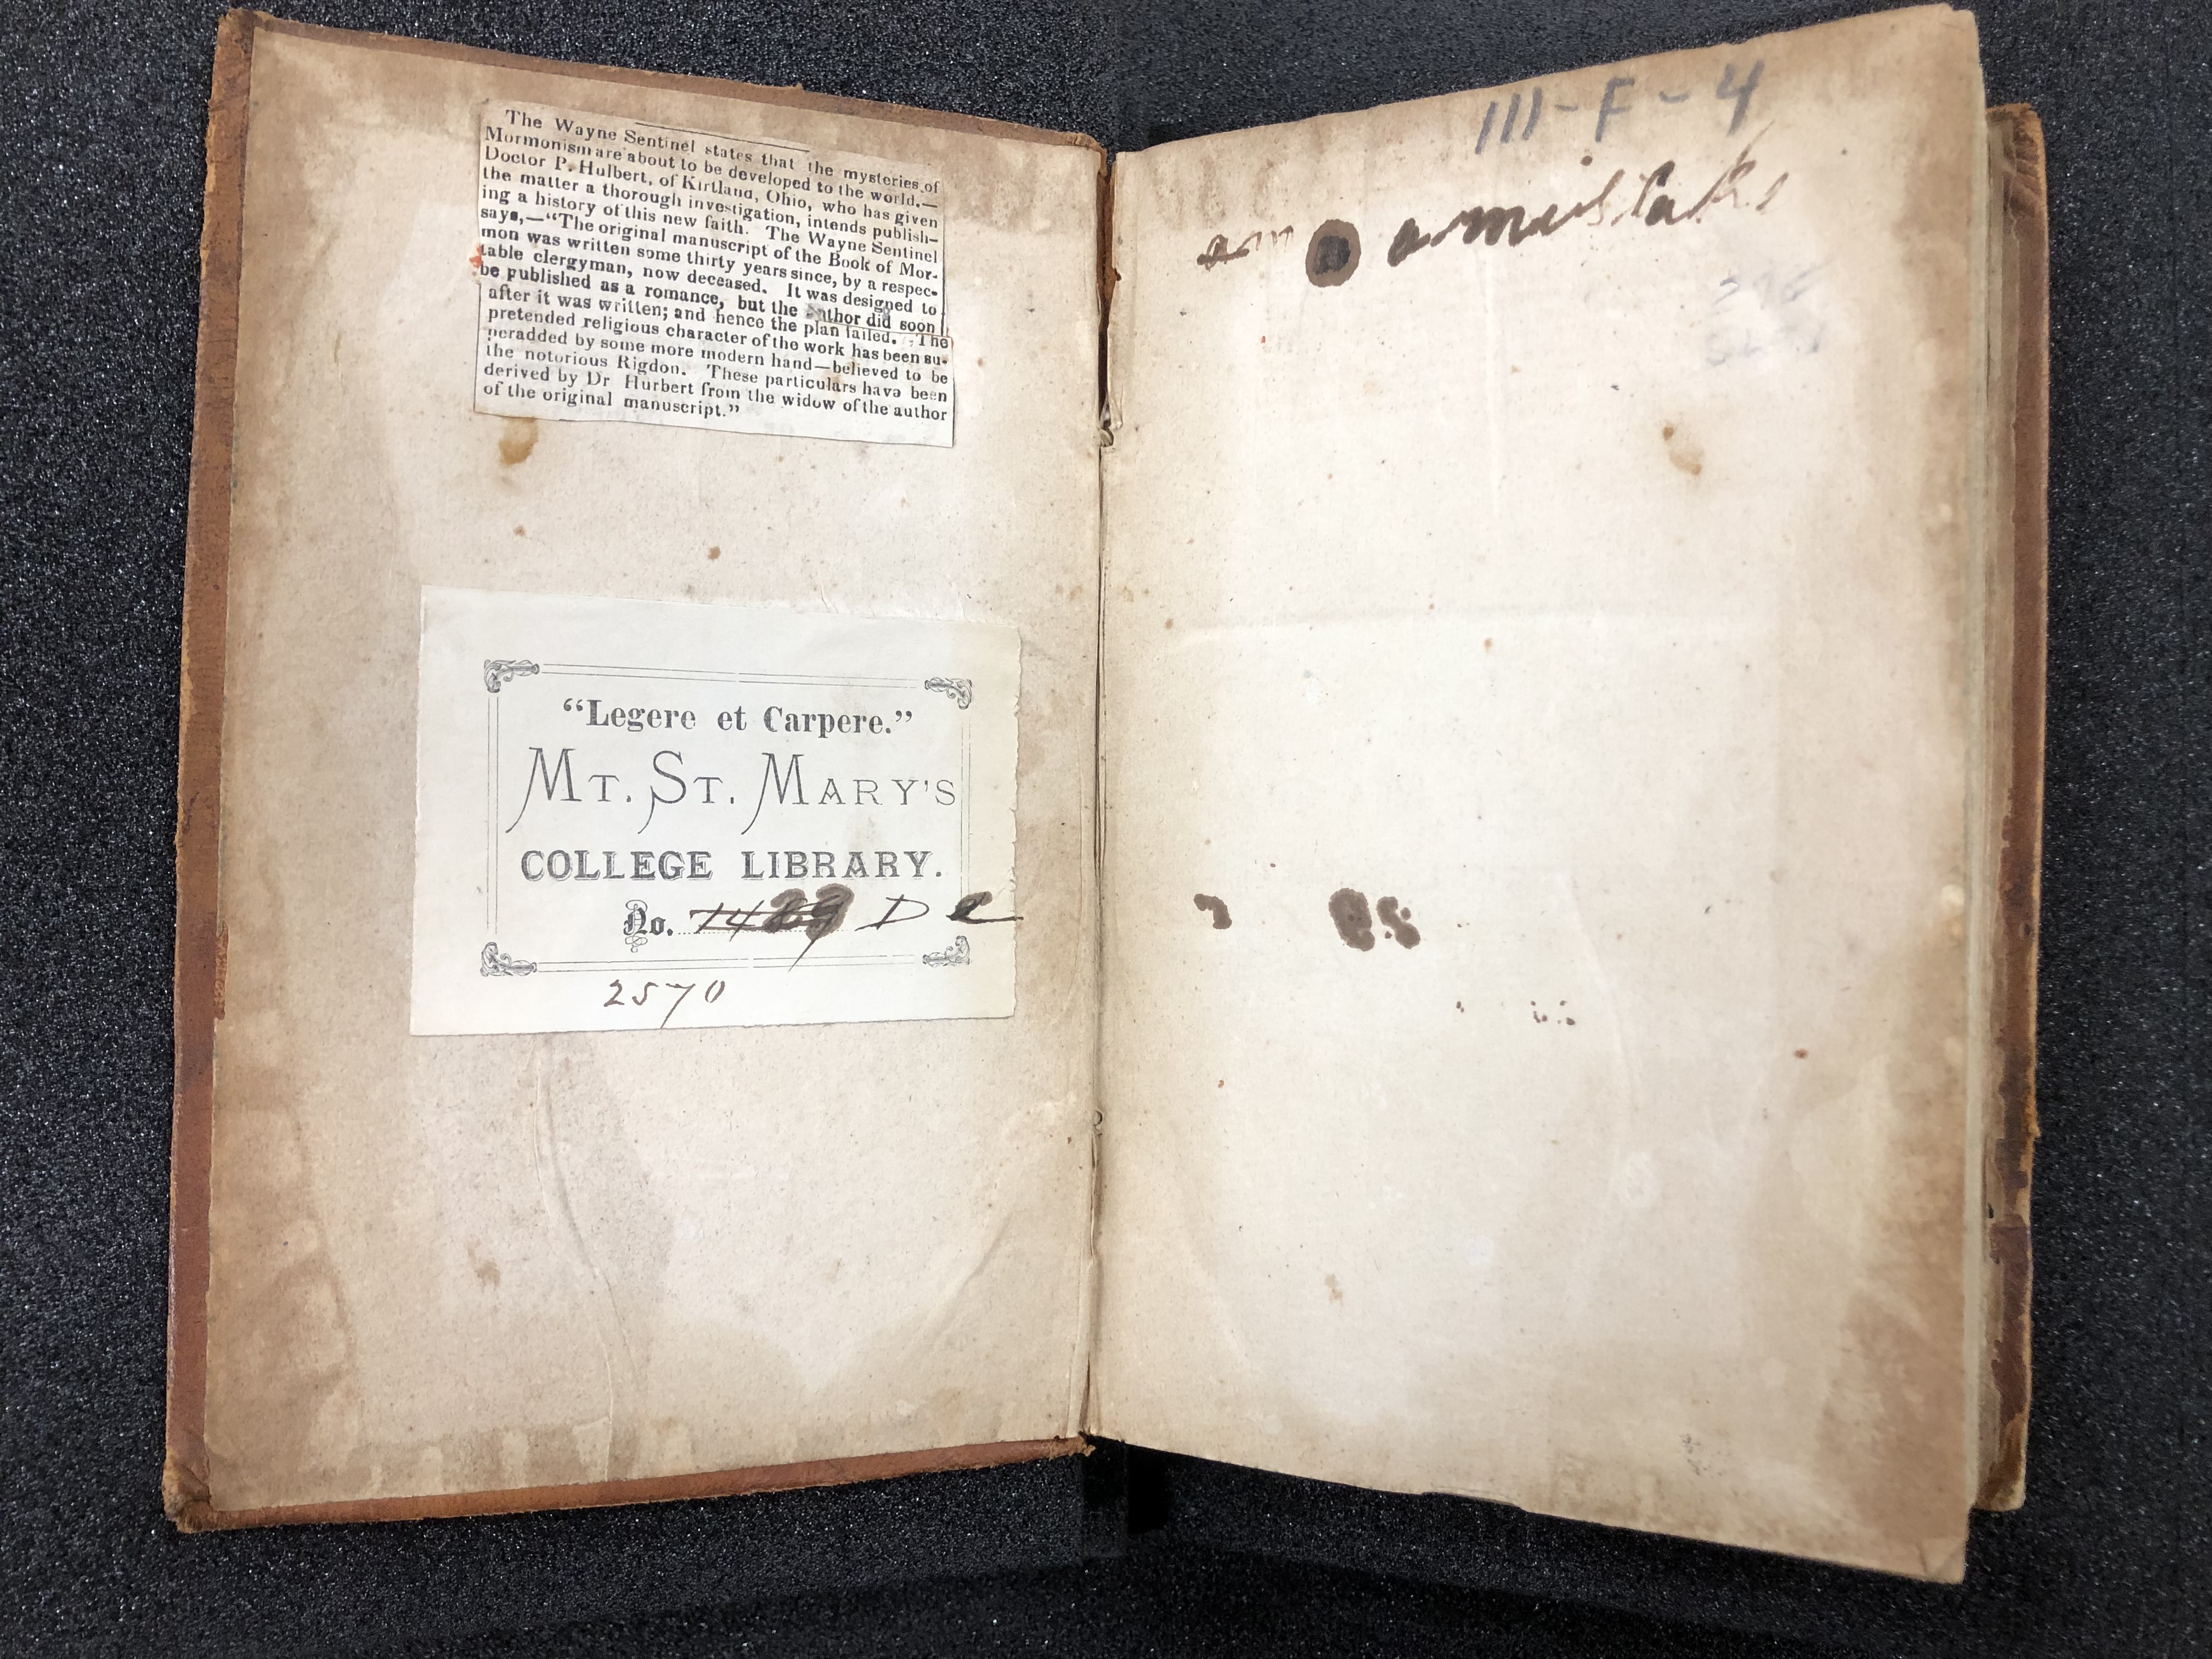 The Wayne Sentinel states that the mysteries of
Mormonism are about to be developed to the world.—
Doctor P. Hulbert, of Kirtland, Ohio, who has given
the matter a thorough investigation, intends publish-
ing a history of this new faith. The Wayne Sentinel
says,—“The original manuscript of the Book of Mor-
mon was written some thirty years since, by a respec-
table clergyman, now deceased. It was designed to
be published as a romance, but the author did soon
after it was written; and hence the plan failed. The
pretended religious character of the work has been su-
peradded by some more modern hand—believed to be
the notorious Rigdon. These particulars have been
derived by Dr Hurbert from the widow of the author
of the original manuscript.”
“Legere et Carpere.”
MT. ST. MARY'S
COLLEGE LIBRARY.
No. 1489 D
2570
III-F-4
a mistake